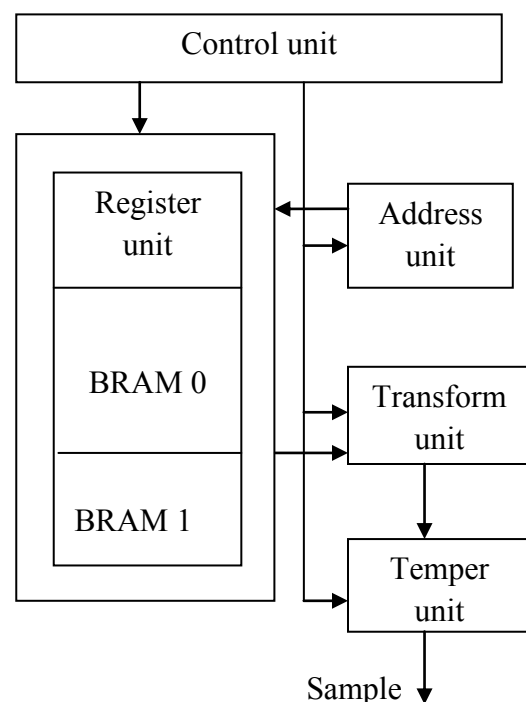 Control unit
Register
unit
Address
unit
BRAM 0
Transform
unit
BRAM 1
Temper
unit
Sample